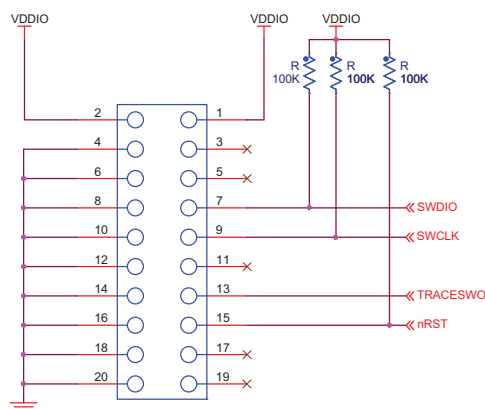 VDDIO VDDIO VDDIO
R R R
100K 100K 100K
2 1
4 3
6 5
8 7 SWDIO
10 9 SWCLK
12 11
14 13 TRACESWO
16 15 nRST
18 17
20 19